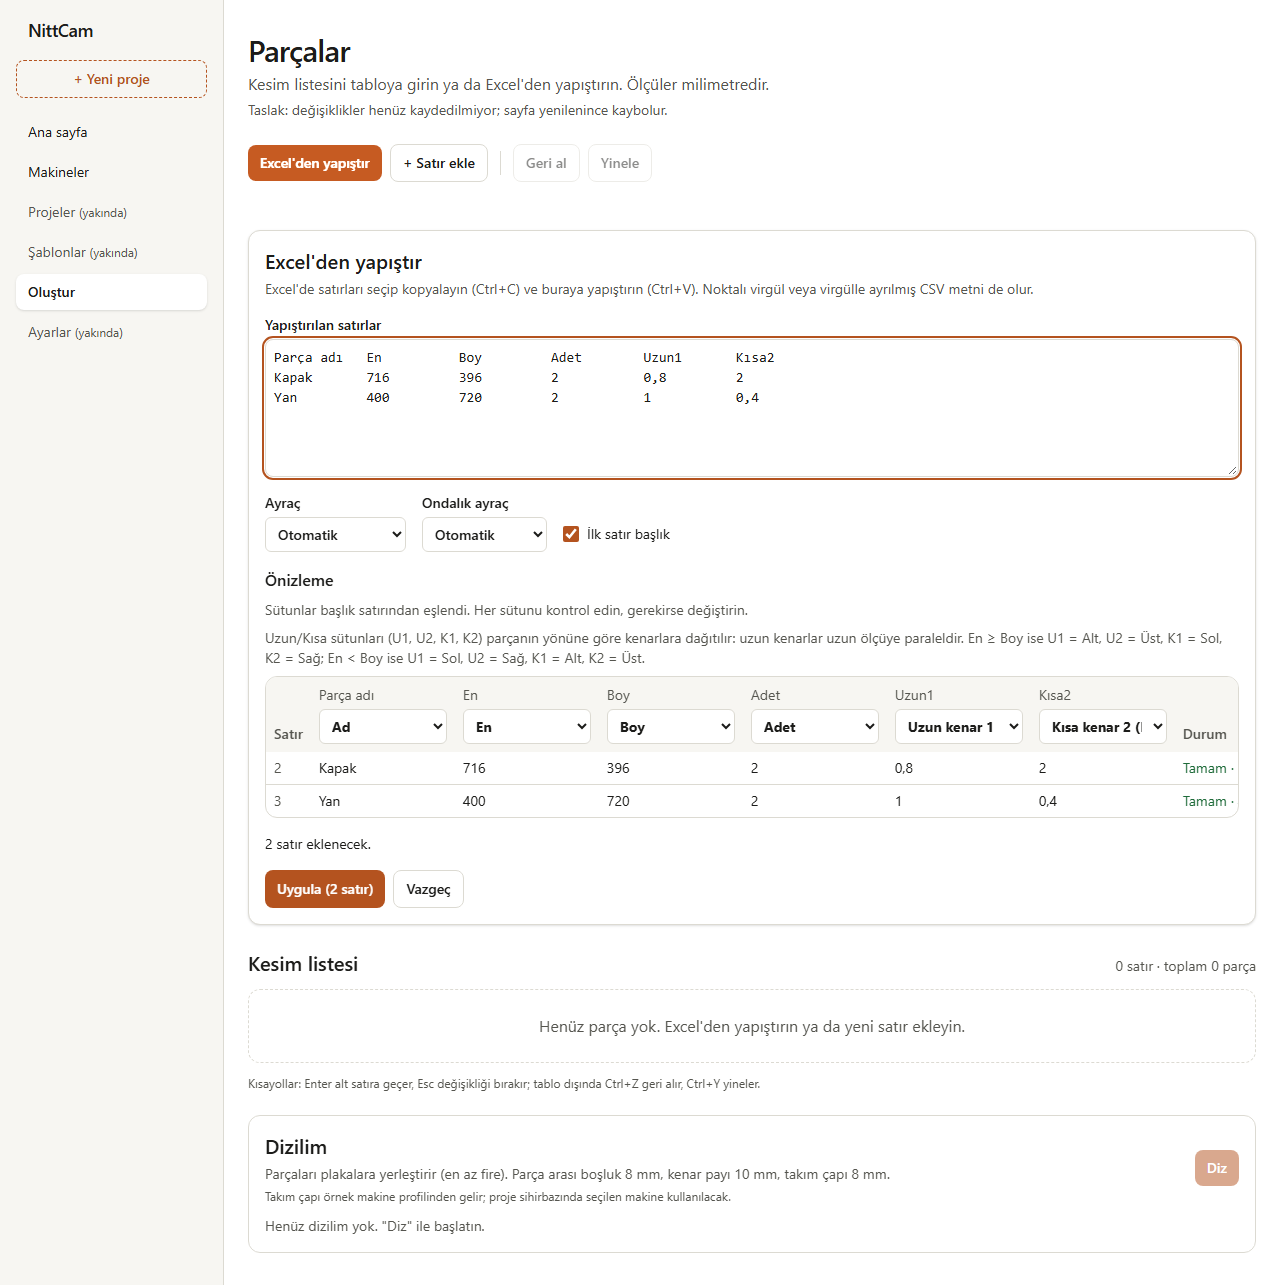 NittCam
+ Yeni proje
Ana sayfa
Makineler
Projeler (yakında)
Şablonlar (yakında)
Oluştur
Ayarlar (yakında)
Parçalar
Kesim listesini tabloya girin ya da Excel'den yapıştırın. Ölçüler milimetredir.
Taslak: değişiklikler henüz kaydedilmiyor; sayfa yenilenince kaybolur.
Excel'den yapıştır + Satır ekle Geri al Yinele
Excel'den yapıştır
Excel'de satırları seçip kopyalayın (Ctrl+C) ve buraya yapıştırın (Ctrl+V). Noktalı virgül veya virgülle ayrılmış CSV metni de olur.
Yapıştırılan satırlar
Parça adı En Boy Adet Uzun1 Kısa2
Kapak 716 396 2 0,8 2
Yan 400 720 2 1 0,4
Ayraç Ondalık ayraç
Otomatik Otomatik İlk satır başlık
Önizleme
Sütunlar başlık satırından eşlendi. Her sütunu kontrol edin, gerekirse değiştirin.
Uzun/Kısa sütunları (U1, U2, K1, K2) parçanın yönüne göre kenarlara dağıtılır: uzun kenarlar uzun ölçüye paraleldir. En ≥ Boy ise U1 = Alt, U2 = Üst, K1 = Sol,
K2 = Sağ; En < Boy ise U1 = Sol, U2 = Sağ, K1 = Alt, K2 = Üst.
Parça adı En Boy Adet Uzun1 Kısa2
Satır Ad En Boy Adet Uzun kenar 1 Kısa kenar 2 ( Durum
2 Kapak 716 396 2 0,8 2 Tamam ·
3 Yan 400 720 2 1 0,4 Tamam ·
2 satır eklenecek.
Uygula (2 satır) Vazgeç
Kesim listesi 0 satır · toplam 0 parça
Henüz parça yok. Excel'den yapıştırın ya da yeni satır ekleyin.
Kısayollar: Enter alt satıra geçer, Esc değişikliği bırakır; tablo dışında Ctrl+Z geri alır, Ctrl+Y yineler.
Dizilim
Parçaları plakalara yerleştirir (en az fire). Parça arası boşluk 8 mm, kenar payı 10 mm, takım çapı 8 mm.
Takım çapı örnek makine profilinden gelir; proje sihirbazında seçilen makine kullanılacak.
Diz
Henüz dizilim yok. "Diz" ile başlatın.